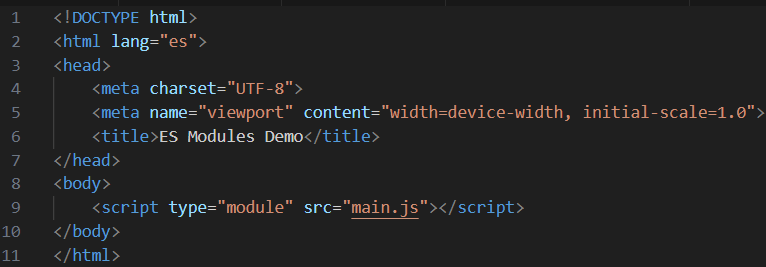 1 <!DOCTYPE html>
2 <html lang="es">
3 <head>
4     <meta charset="UTF-8">
5     <meta name="viewport" content="width=device-width, initial-scale=1.0">
6     <title>ES Modules Demo</title>
7 </head>
8 <body>
9     <script type="module" src="main.js"></script>
10 </body>
11 </html>